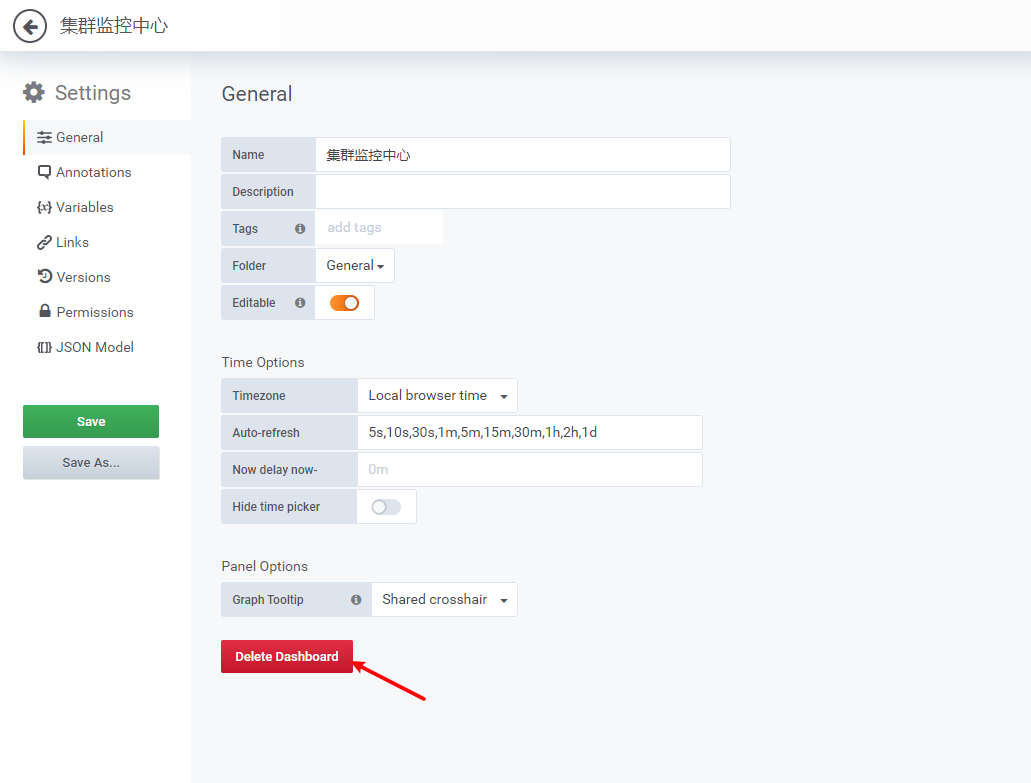 集群监控中心
Settings
General
Annotations
Variables
Links
Versions
Permissions
JSON Model
Save
Save As...
General
Name 集群监控中心
Description
Tags add tags
Folder General
Editable
Time Options
Timezone Local browser time
Auto-refresh 5s,10s,30s,1m,5m,15m,30m,1h,2h,1d
Now delay now- 0m
Hide time picker
Panel Options
Graph Tooltip Shared crosshair
Delete Dashboard